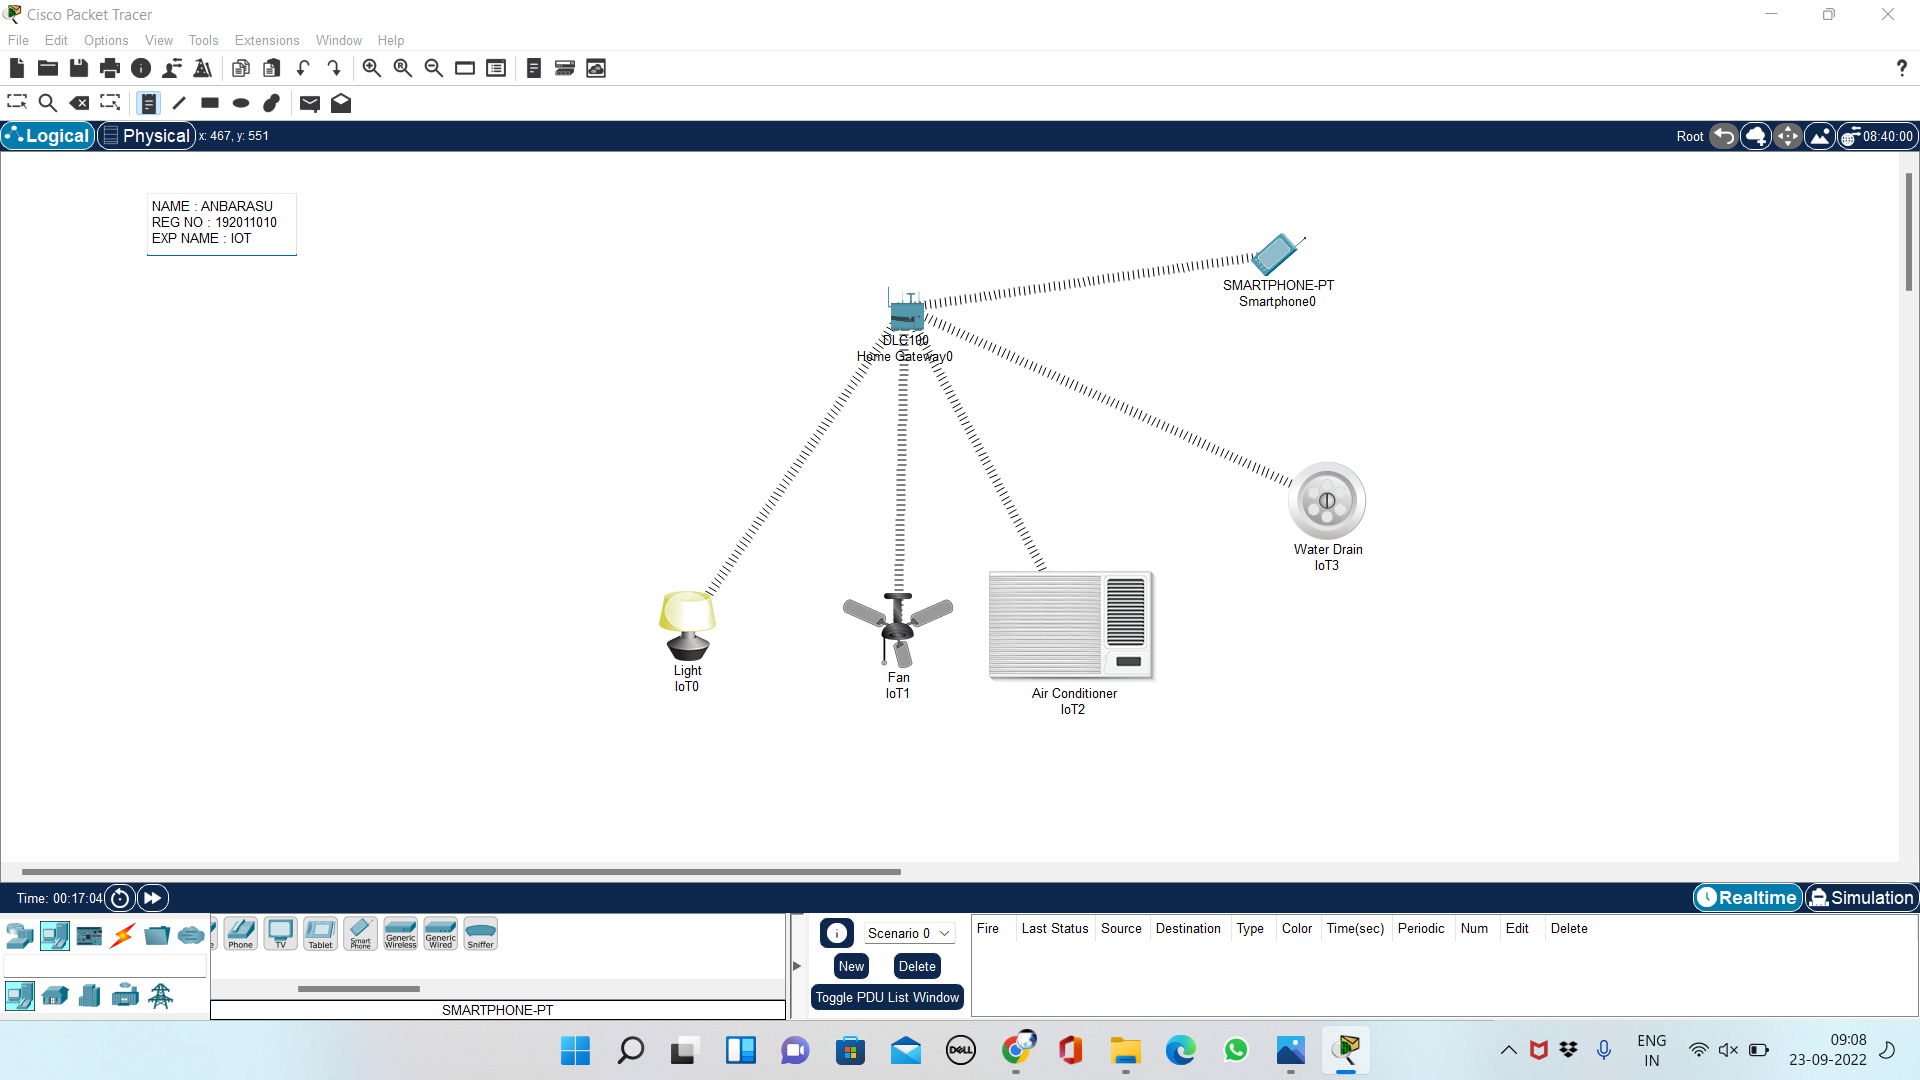 Cisco Packet Tracer
File Edit Options View Tools Extensions Window Help
?
Logical Physical x: 467, y: 551 Root 08:40:00
NAME : ANBARASU
REG NO : 192011010
EXP NAME : IOT
SMARTPHONE-PT
Smartphone0
DLC100
Home Gateway0
Water Drain
IoT3
Light
IoT0
Fan
IoT1
Air Conditioner
IoT2
Time: 00:17:04 Realtime Simulation
Phone TV Tablet Smart Phone Generic Wireless Generic Wired Sniffer
SMARTPHONE-PT
Scenario 0
New Delete
Toggle PDU List Window
Fire Last Status Source Destination Type Color Time(sec) Periodic Num Edit Delete
DELL
ENG
IN
09:08
23-09-2022